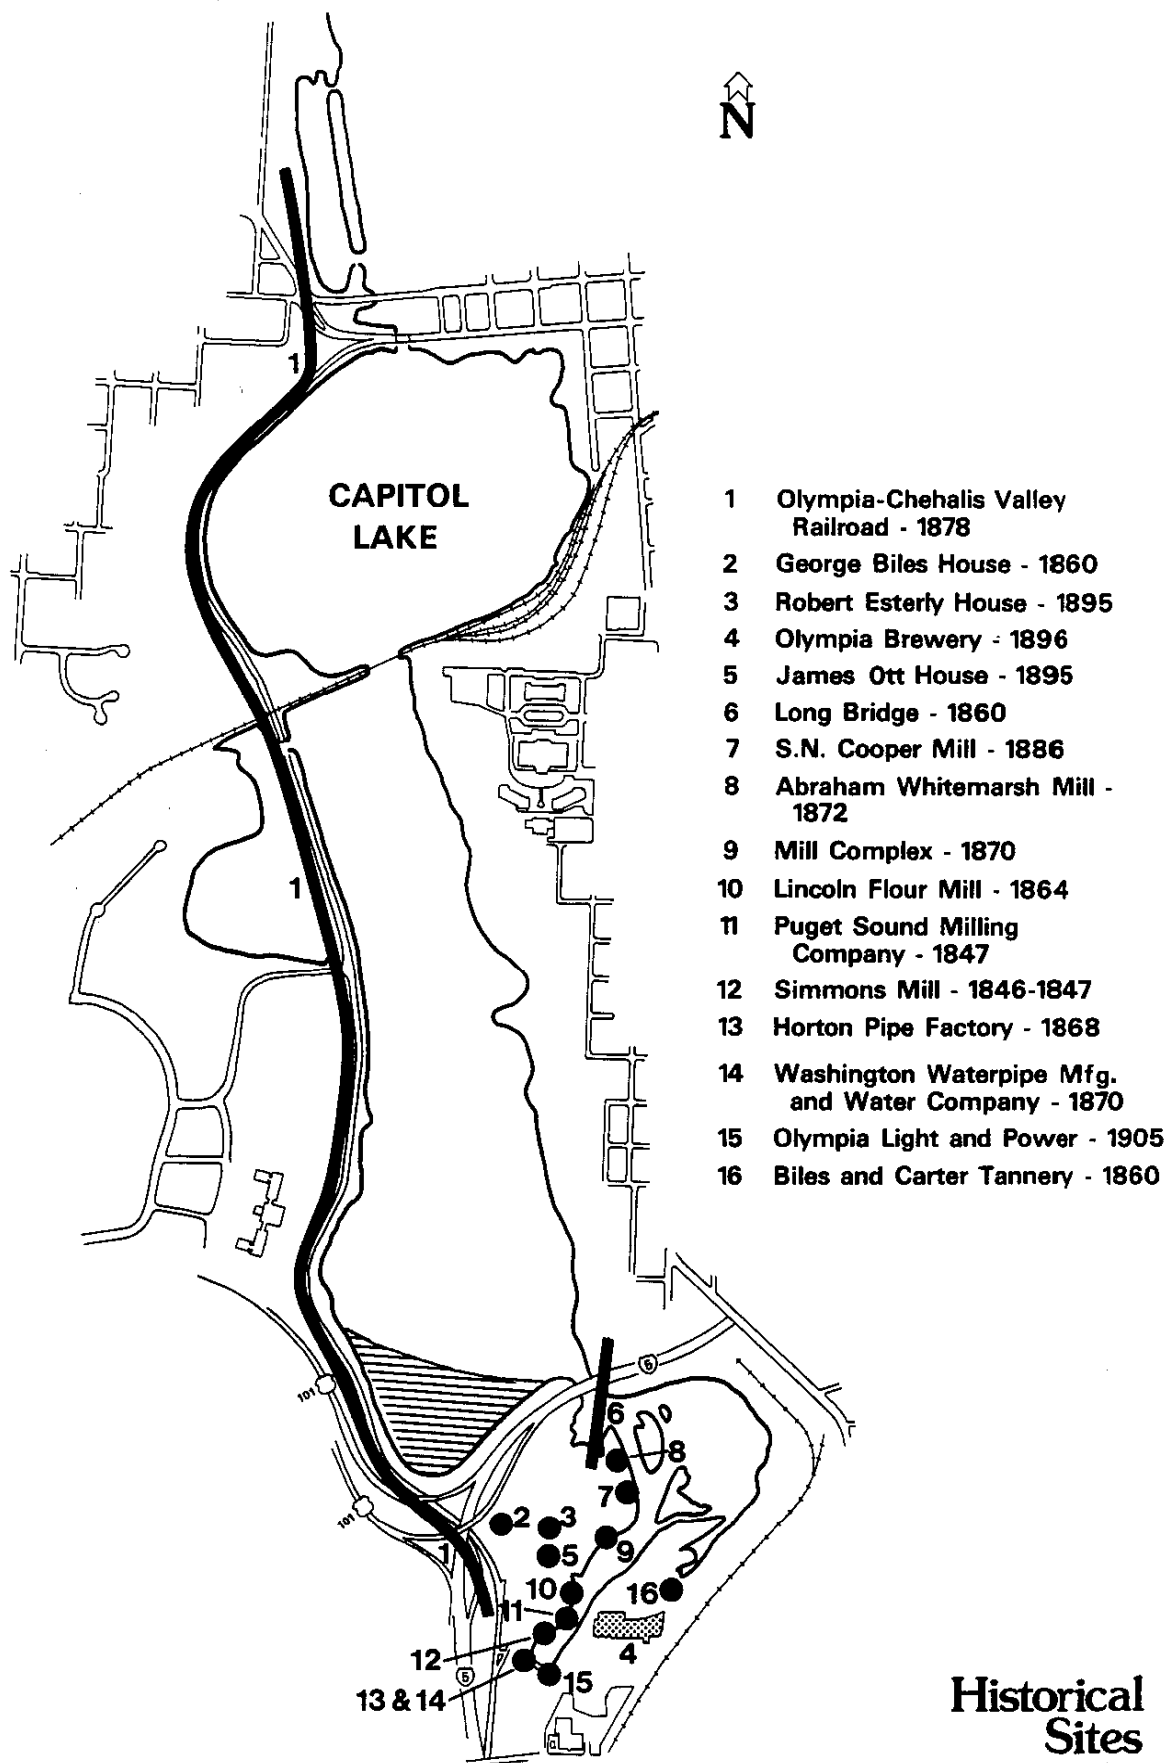 N
1
CAPITOL
LAKE
1 Olympia-Chehalis Valley
Railroad - 1878
2 George Biles House - 1860
3 Robert Esterly House - 1895
4 Olympia Brewery - 1896
5 James Ott House - 1895
6 Long Bridge - 1860
7 S.N. Cooper Mill - 1886
8 Abraham Whitemarsh Mill -
1872
9 Mill Complex - 1870
10 Lincoln Flour Mill - 1864
11 Puget Sound Milling
Company - 1847
12 Simmons Mill - 1846-1847
13 Horton Pipe Factory - 1868
14 Washington Waterpipe Mfg.
and Water Company - 1870
15 Olympia Light and Power - 1905
16 Biles and Carter Tannery - 1860
1
5
101
6
8
7
101
2
3
1
5
9
10
16
11
4
12
5
15
13 & 14
Historical
Sites